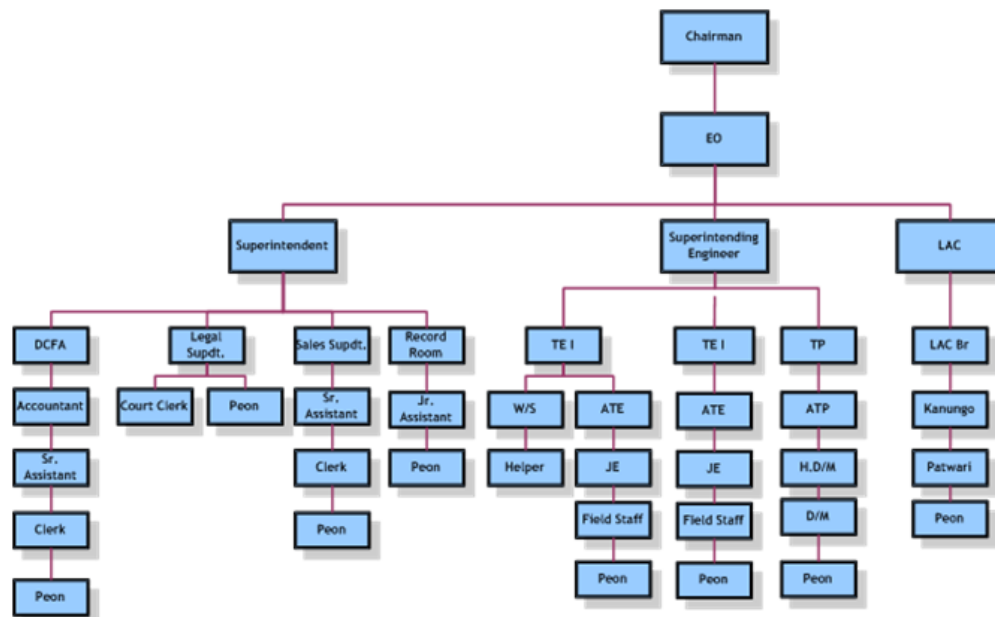 Chairman
EO
Superintendent
Superintending
Engineer
LAC
DCFA
Legal
Supdt.
Sales Supdt.
Record
Room
TE I
TE I
TP
LAC Br
Accountant
Court Clerk
Peon
Sr.
Assistant
Jr.
Assistant
W/S
ATE
ATE
ATP
Kanungo
Sr.
Assistant
Clerk
Peon
Helper
JE
JE
H.D/M
Patwari
Clerk
Peon
Field Staff
Field Staff
D/M
Peon
Peon
Peon
Peon
Peon